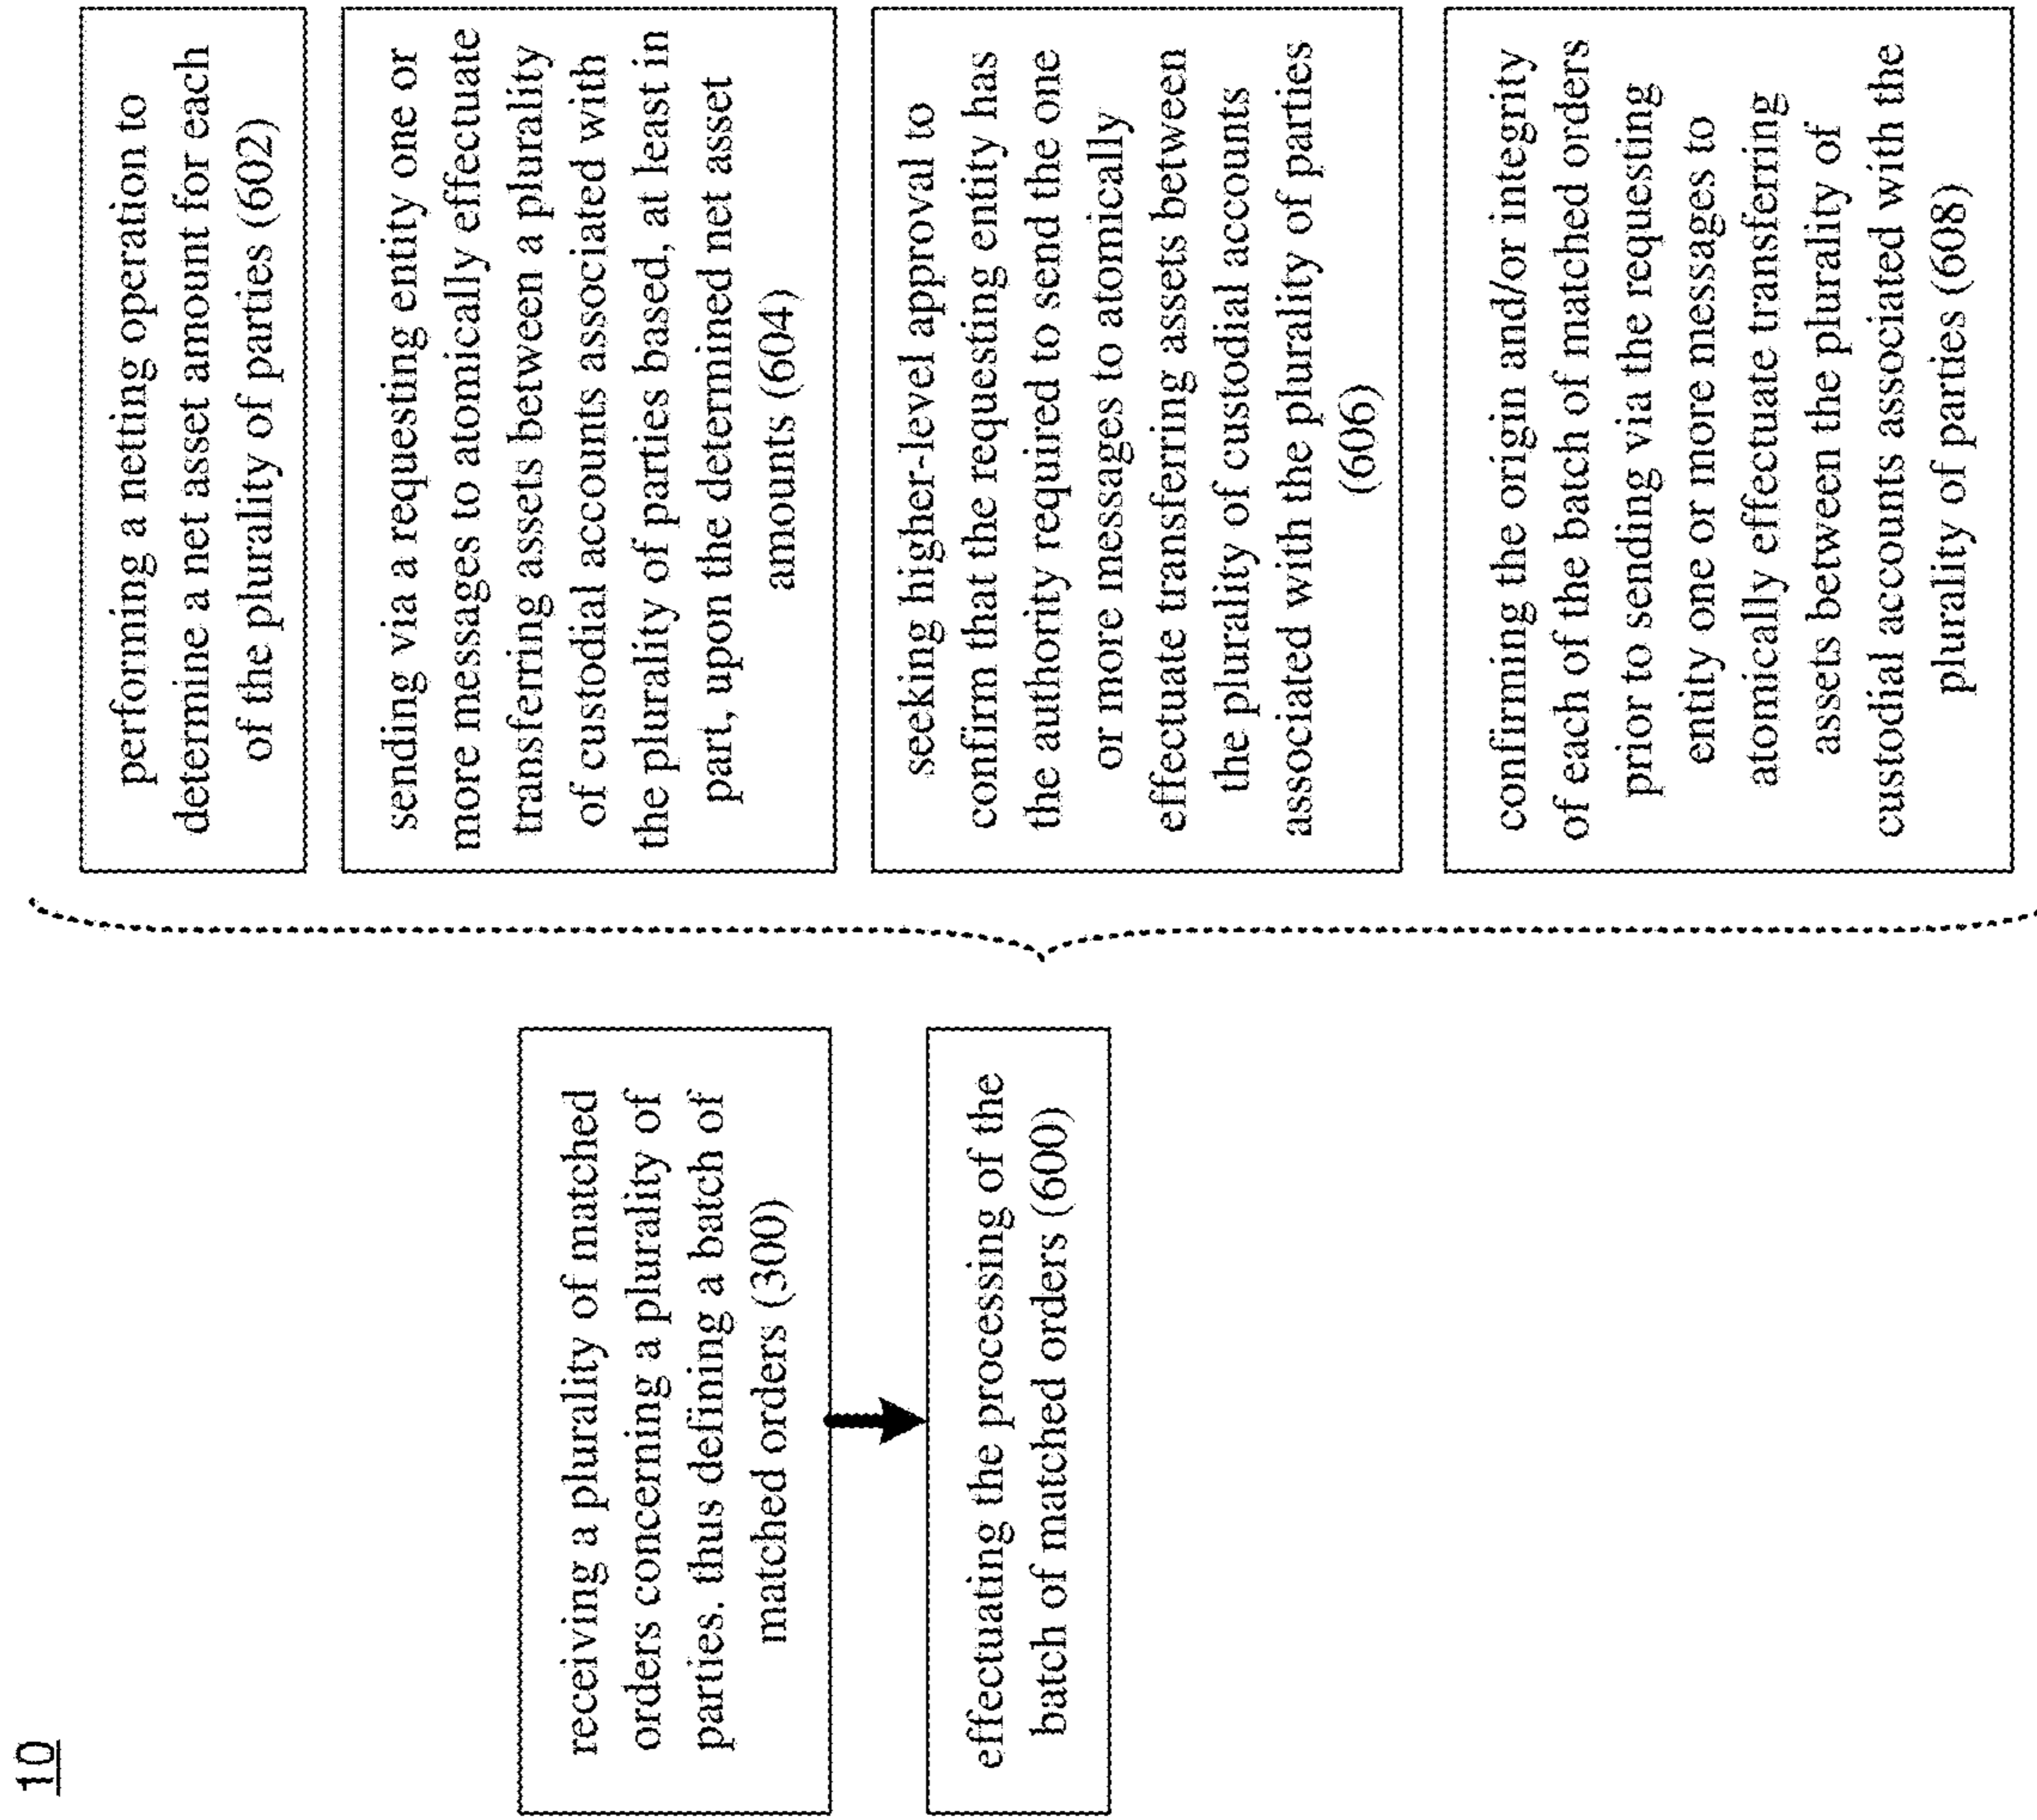 10
receiving a plurality of matched
orders concerning a plurality of
parties. thus defining a batch of
matched orders (300)
effectuating the processing of the
batch of matched orders (600)
performing a netting operation to
determine a net asset amount for each
of the plurality of parties (602)
sending via a requesting entity one or
more messages to atomically effectuate
transferring assets between a plurality
of custodial accounts associated with
the plurality of parties based, at least in
part, upon the determined net asset
amounts (604)
seeking higher-level approval to
confirm that the requesting entity has
the authority required to send the one
or more messages to atomically
effectuate transferring assets between
the plurality of custodial accounts
associated with the plurality of parties
(606)
confirming the origin and/or integrity
of each of the batch of matched orders
prior to sending via the requesting
entity one or more messages to
atomically effectuate transferring
assets between the plurality of
custodial accounts associated with the
plurality of parties (608)